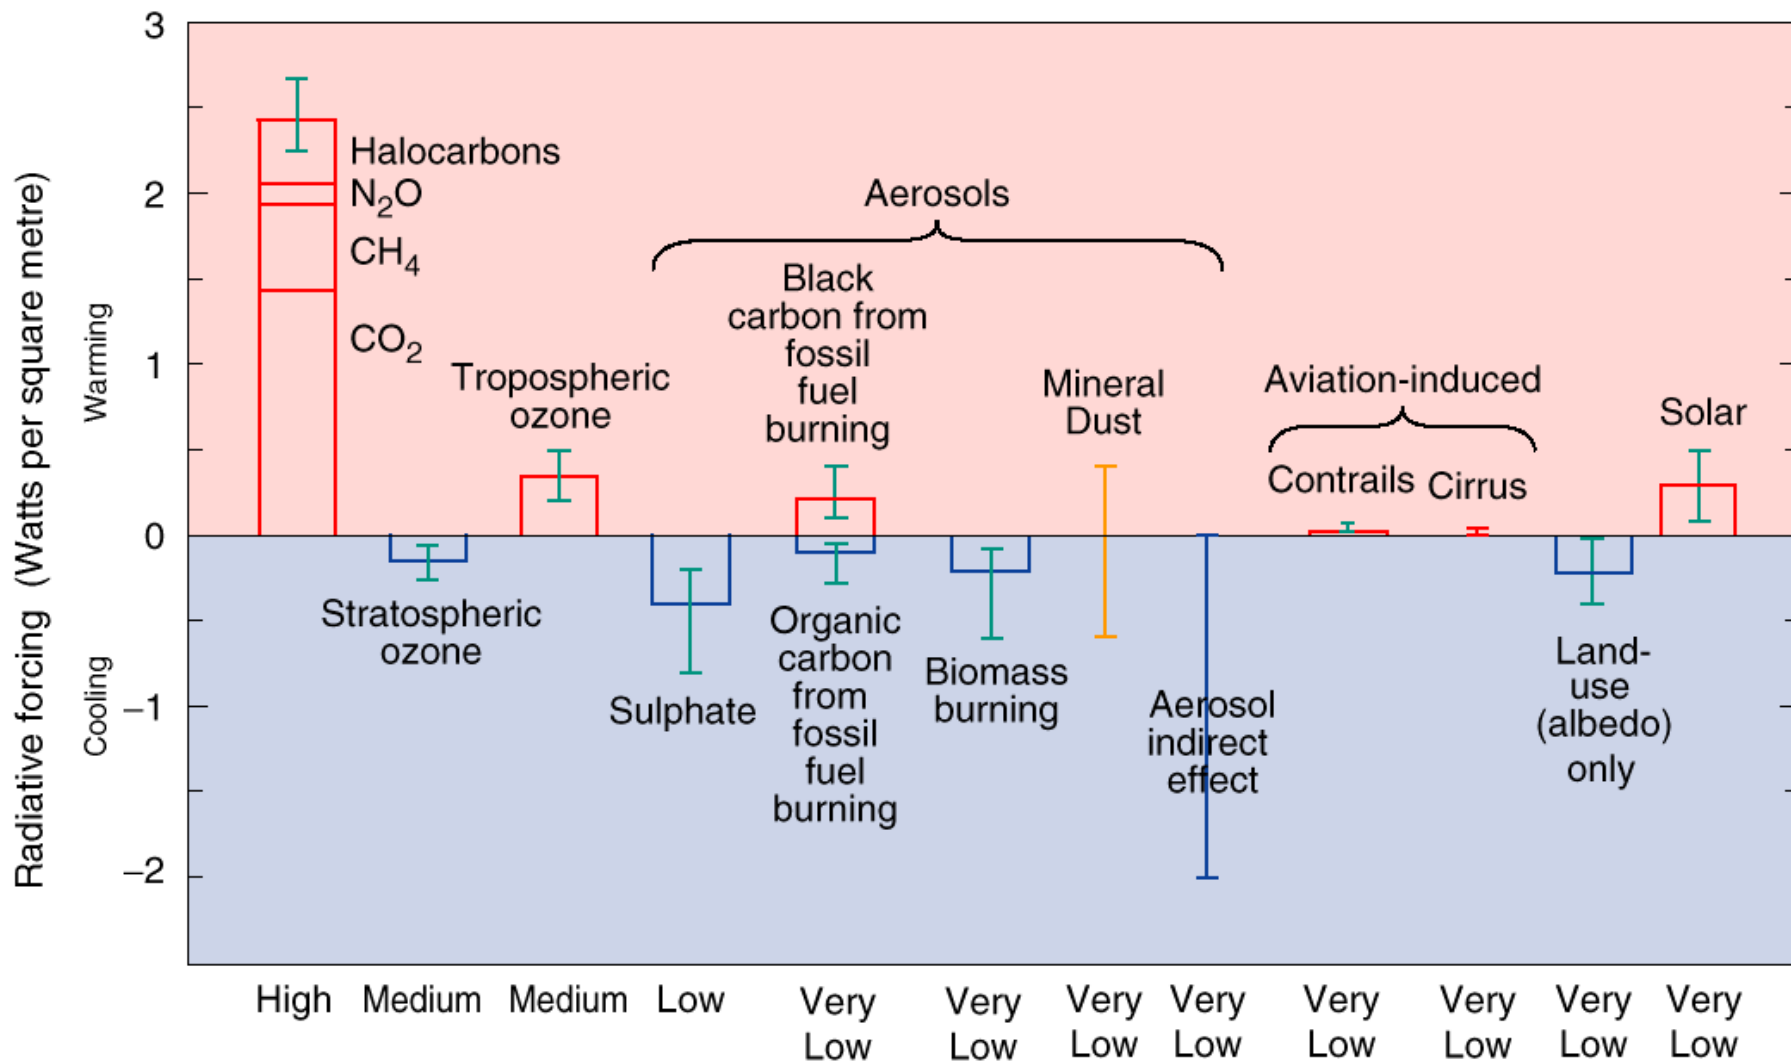 Radiative forcing (Watts per square metre)
Warming
Cooling
3
2
1
0
–1
–2
Halocarbons
N₂O
CH₄
CO₂
Stratospheric
ozone
Tropospheric
ozone
Aerosols
Sulphate
Black
carbon from
fossil
fuel
burning
Organic
carbon
from
fossil
fuel
burning
Biomass
burning
Mineral
Dust
Aerosol
indirect
effect
Aviation-induced
Contrails
Cirrus
Land-
use
(albedo)
only
Solar
High
Medium
Medium
Low
Very
Low
Very
Low
Very
Low
Very
Low
Very
Low
Very
Low
Very
Low
Very
Low